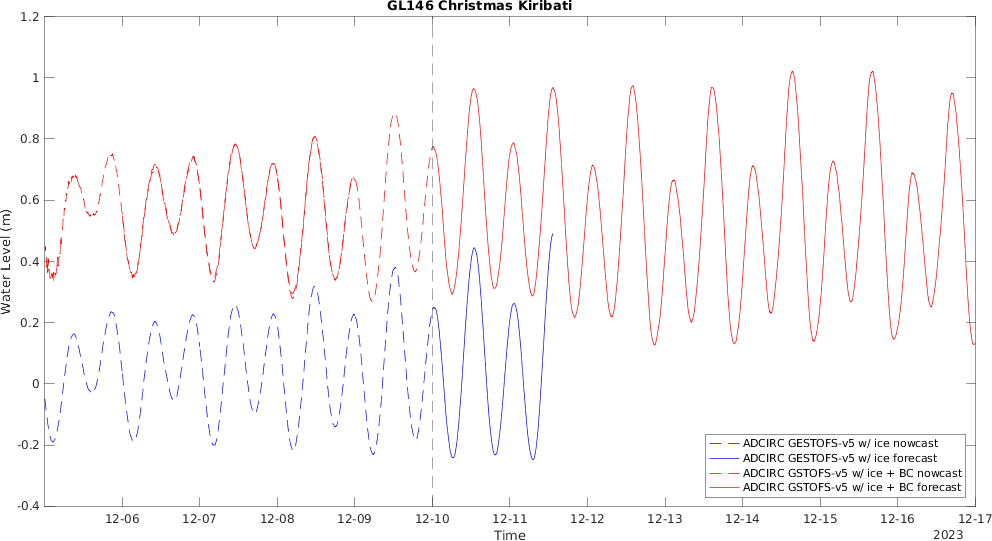 GL146 Christmas Kiribati
1.2
1
0.8
0.6
0.4
0.2
0
-0.2
-0.4
Water Level (m)
12-06 12-07 12-08 12-09 12-10 12-11 12-12 12-13 12-14 12-15 12-16 12-17
Time
2023
ADCIRC GESTOFS-v5 w/ ice nowcast
ADCIRC GESTOFS-v5 w/ ice forecast
ADCIRC GSTOFS-v5 w/ ice + BC nowcast
ADCIRC GSTOFS-v5 w/ ice + BC forecast